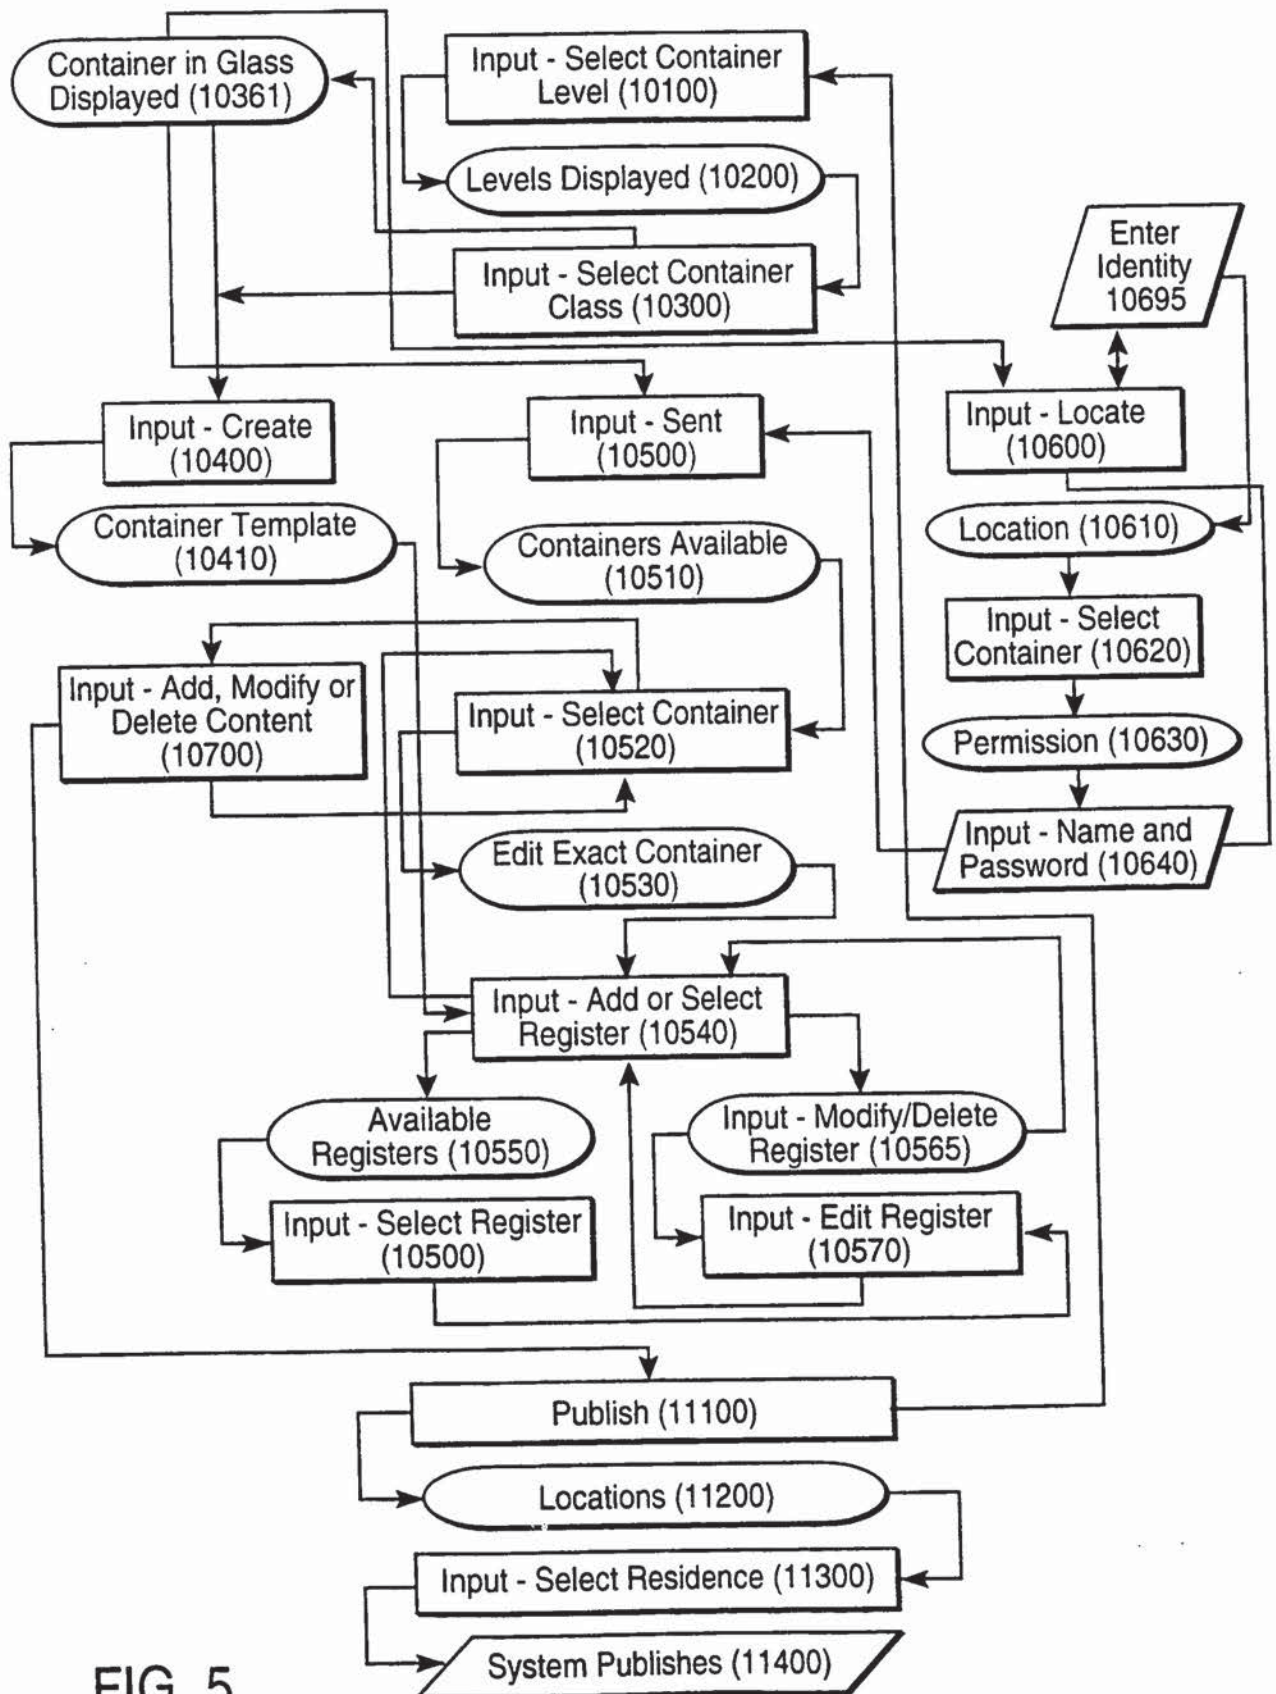 Container in Glass
Displayed (10361)
Input - Select Container
Level (10100)
Levels Displayed (10200)
Input - Select Container
Class (10300)
Enter
Identity
10695
Input - Create
(10400)
Input - Sent
(10500)
Input - Locate
(10600)
Container Template
(10410)
Containers Available
(10510)
Location (10610)
Input - Select
Container (10620)
Input - Add, Modify or
Delete Content
(10700)
Input - Select Container
(10520)
Permission (10630)
Edit Exact Container
(10530)
Input - Name and
Password (10640)
Input - Add or Select
Register (10540)
Available
Registers (10550)
Input - Modify/Delete
Register (10565)
Input - Select Register
(10500)
Input - Edit Register
(10570)
Publish (11100)
Locations (11200)
Input - Select Residence (11300)
System Publishes (11400)
FIG. 5